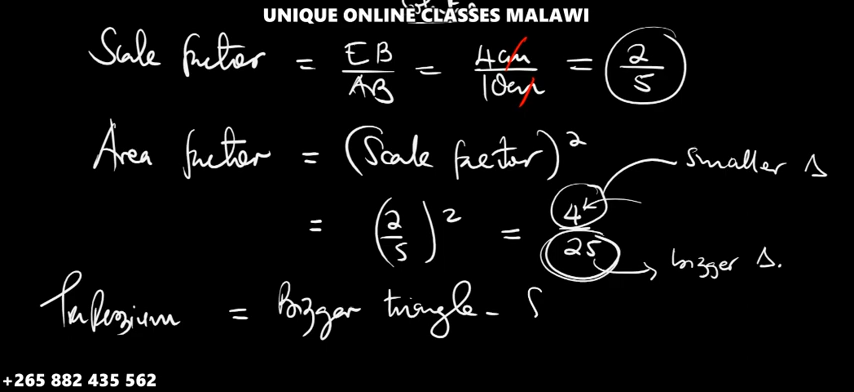 UNIQUE ONLINE CLASSES MALAWI
Scale factor = EB/AB = 4cm/10cm = 2/5
Area factor = (Scale factor)² smaller Δ
= (2/5)² = 4/25 bigger Δ.
Trapezium = Bigger triangle - S
+265 882 435 562